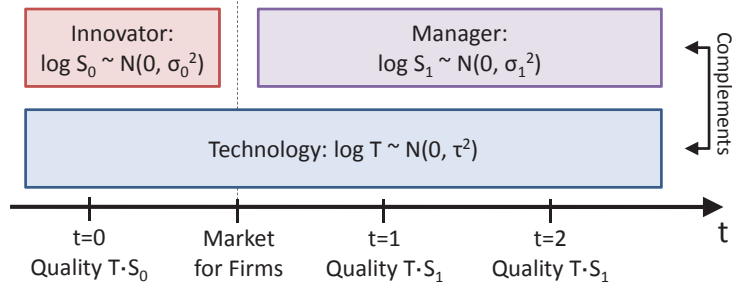 Innovator:
log S₀ ~ N(0, σ₀²)
Manager:
log S₁ ~ N(0, σ₁²)
Complements
Technology: log T ~ N(0, τ²)
t
t=0
Quality T·S₀
Market
for Firms
t=1
Quality T·S₁
t=2
Quality T·S₁